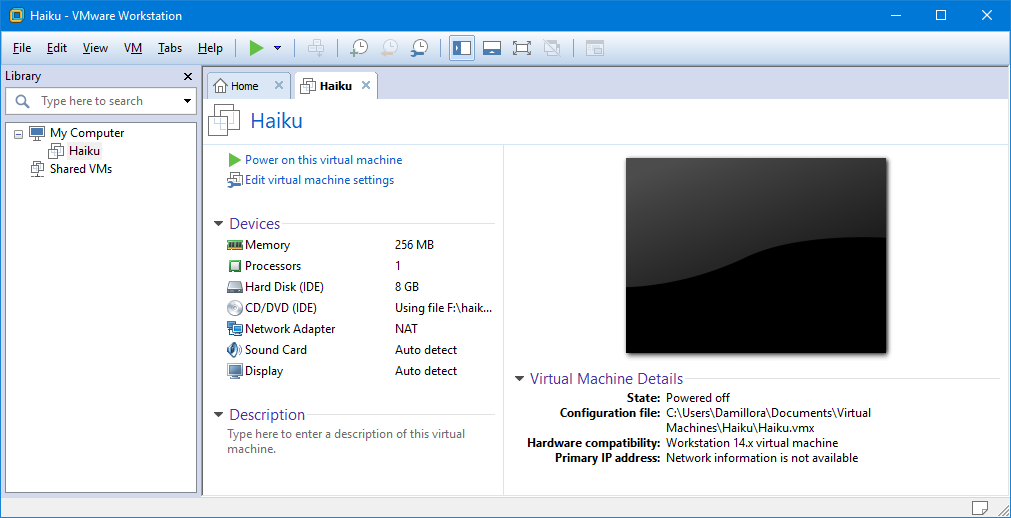 Haiku - VMware Workstation
File Edit View VM Tabs Help
Library
Type here to search
My Computer
Haiku
Shared VMs
Home
Haiku
Haiku
Power on this virtual machine
Edit virtual machine settings
Devices
Memory 256 MB
Processors 1
Hard Disk (IDE) 8 GB
CD/DVD (IDE) Using file F:\haik...
Network Adapter NAT
Sound Card Auto detect
Display Auto detect
Description
Type here to enter a description of this virtual
machine.
Virtual Machine Details
State: Powered off
Configuration file: C:\Users\Damillora\Documents\Virtual
Machines\Haiku\Haiku.vmx
Hardware compatibility: Workstation 14.x virtual machine
Primary IP address: Network information is not available